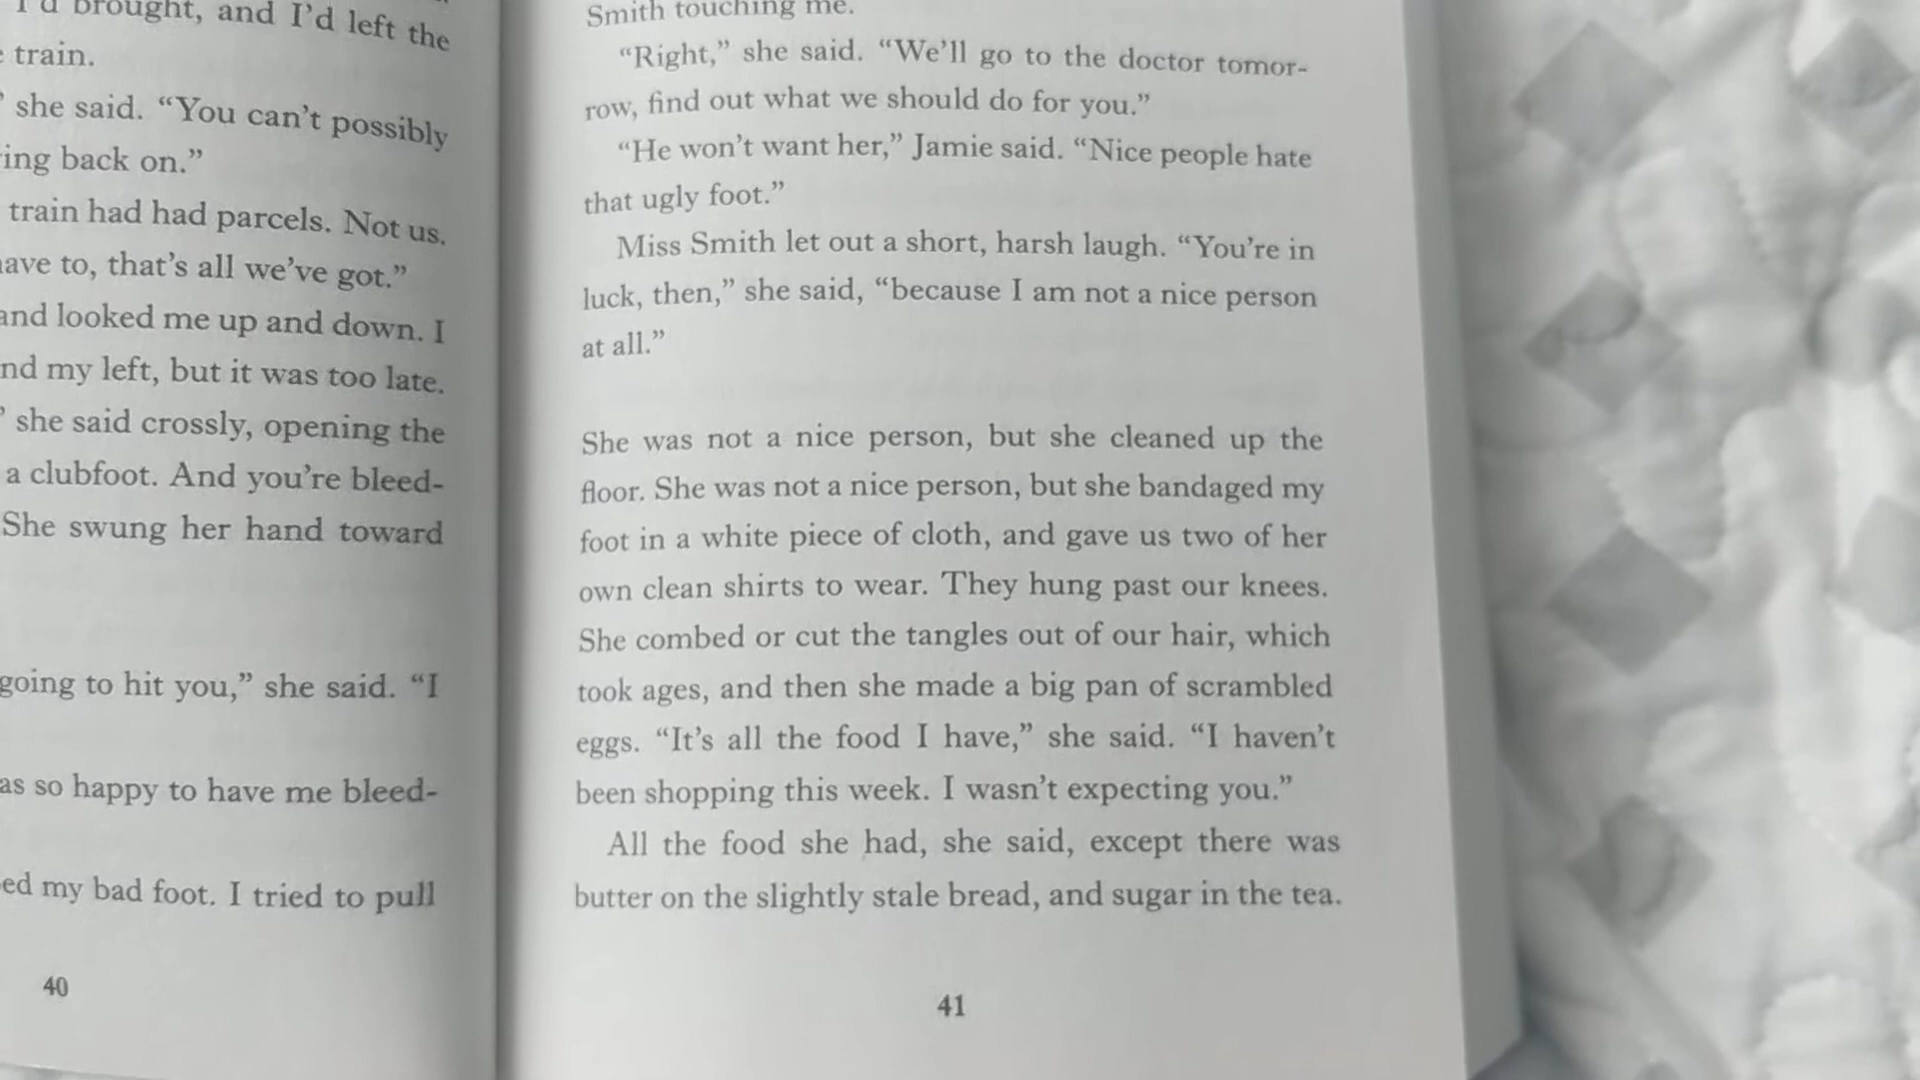 I'd brought, and I'd left the
train.
" she said. "You can't possibly
ing back on."
train had had parcels. Not us.
ave to, that's all we've got."
and looked me up and down. I
nd my left, but it was too late.
" she said crossly, opening the
a clubfoot. And you're bleed-
She swung her hand toward
going to hit you," she said. "I
as so happy to have me bleed-
ed my bad foot. I tried to pull
40
Smith touching me.
"Right," she said. "We'll go to the doctor tomor-
row, find out what we should do for you."
"He won't want her," Jamie said. "Nice people hate
that ugly foot."
Miss Smith let out a short, harsh laugh. "You're in
luck, then," she said, "because I am not a nice person
at all."
She was not a nice person, but she cleaned up the
floor. She was not a nice person, but she bandaged my
foot in a white piece of cloth, and gave us two of her
own clean shirts to wear. They hung past our knees.
She combed or cut the tangles out of our hair, which
took ages, and then she made a big pan of scrambled
eggs. "It's all the food I have," she said. "I haven't
been shopping this week. I wasn't expecting you."
All the food she had, she said, except there was
butter on the slightly stale bread, and sugar in the tea.
41